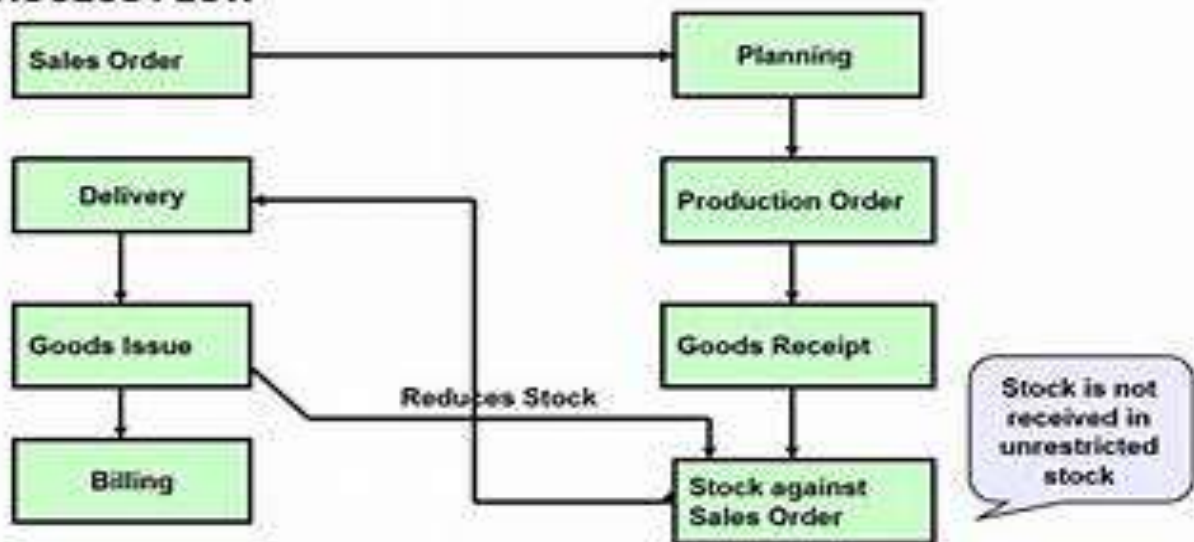 Sales Order
Planning
Delivery
Production Order
Goods Issue
Goods Receipt
Reduces Stock
Stock is not
received in
unrestricted
stock
Billing
Stock against
Sales Order